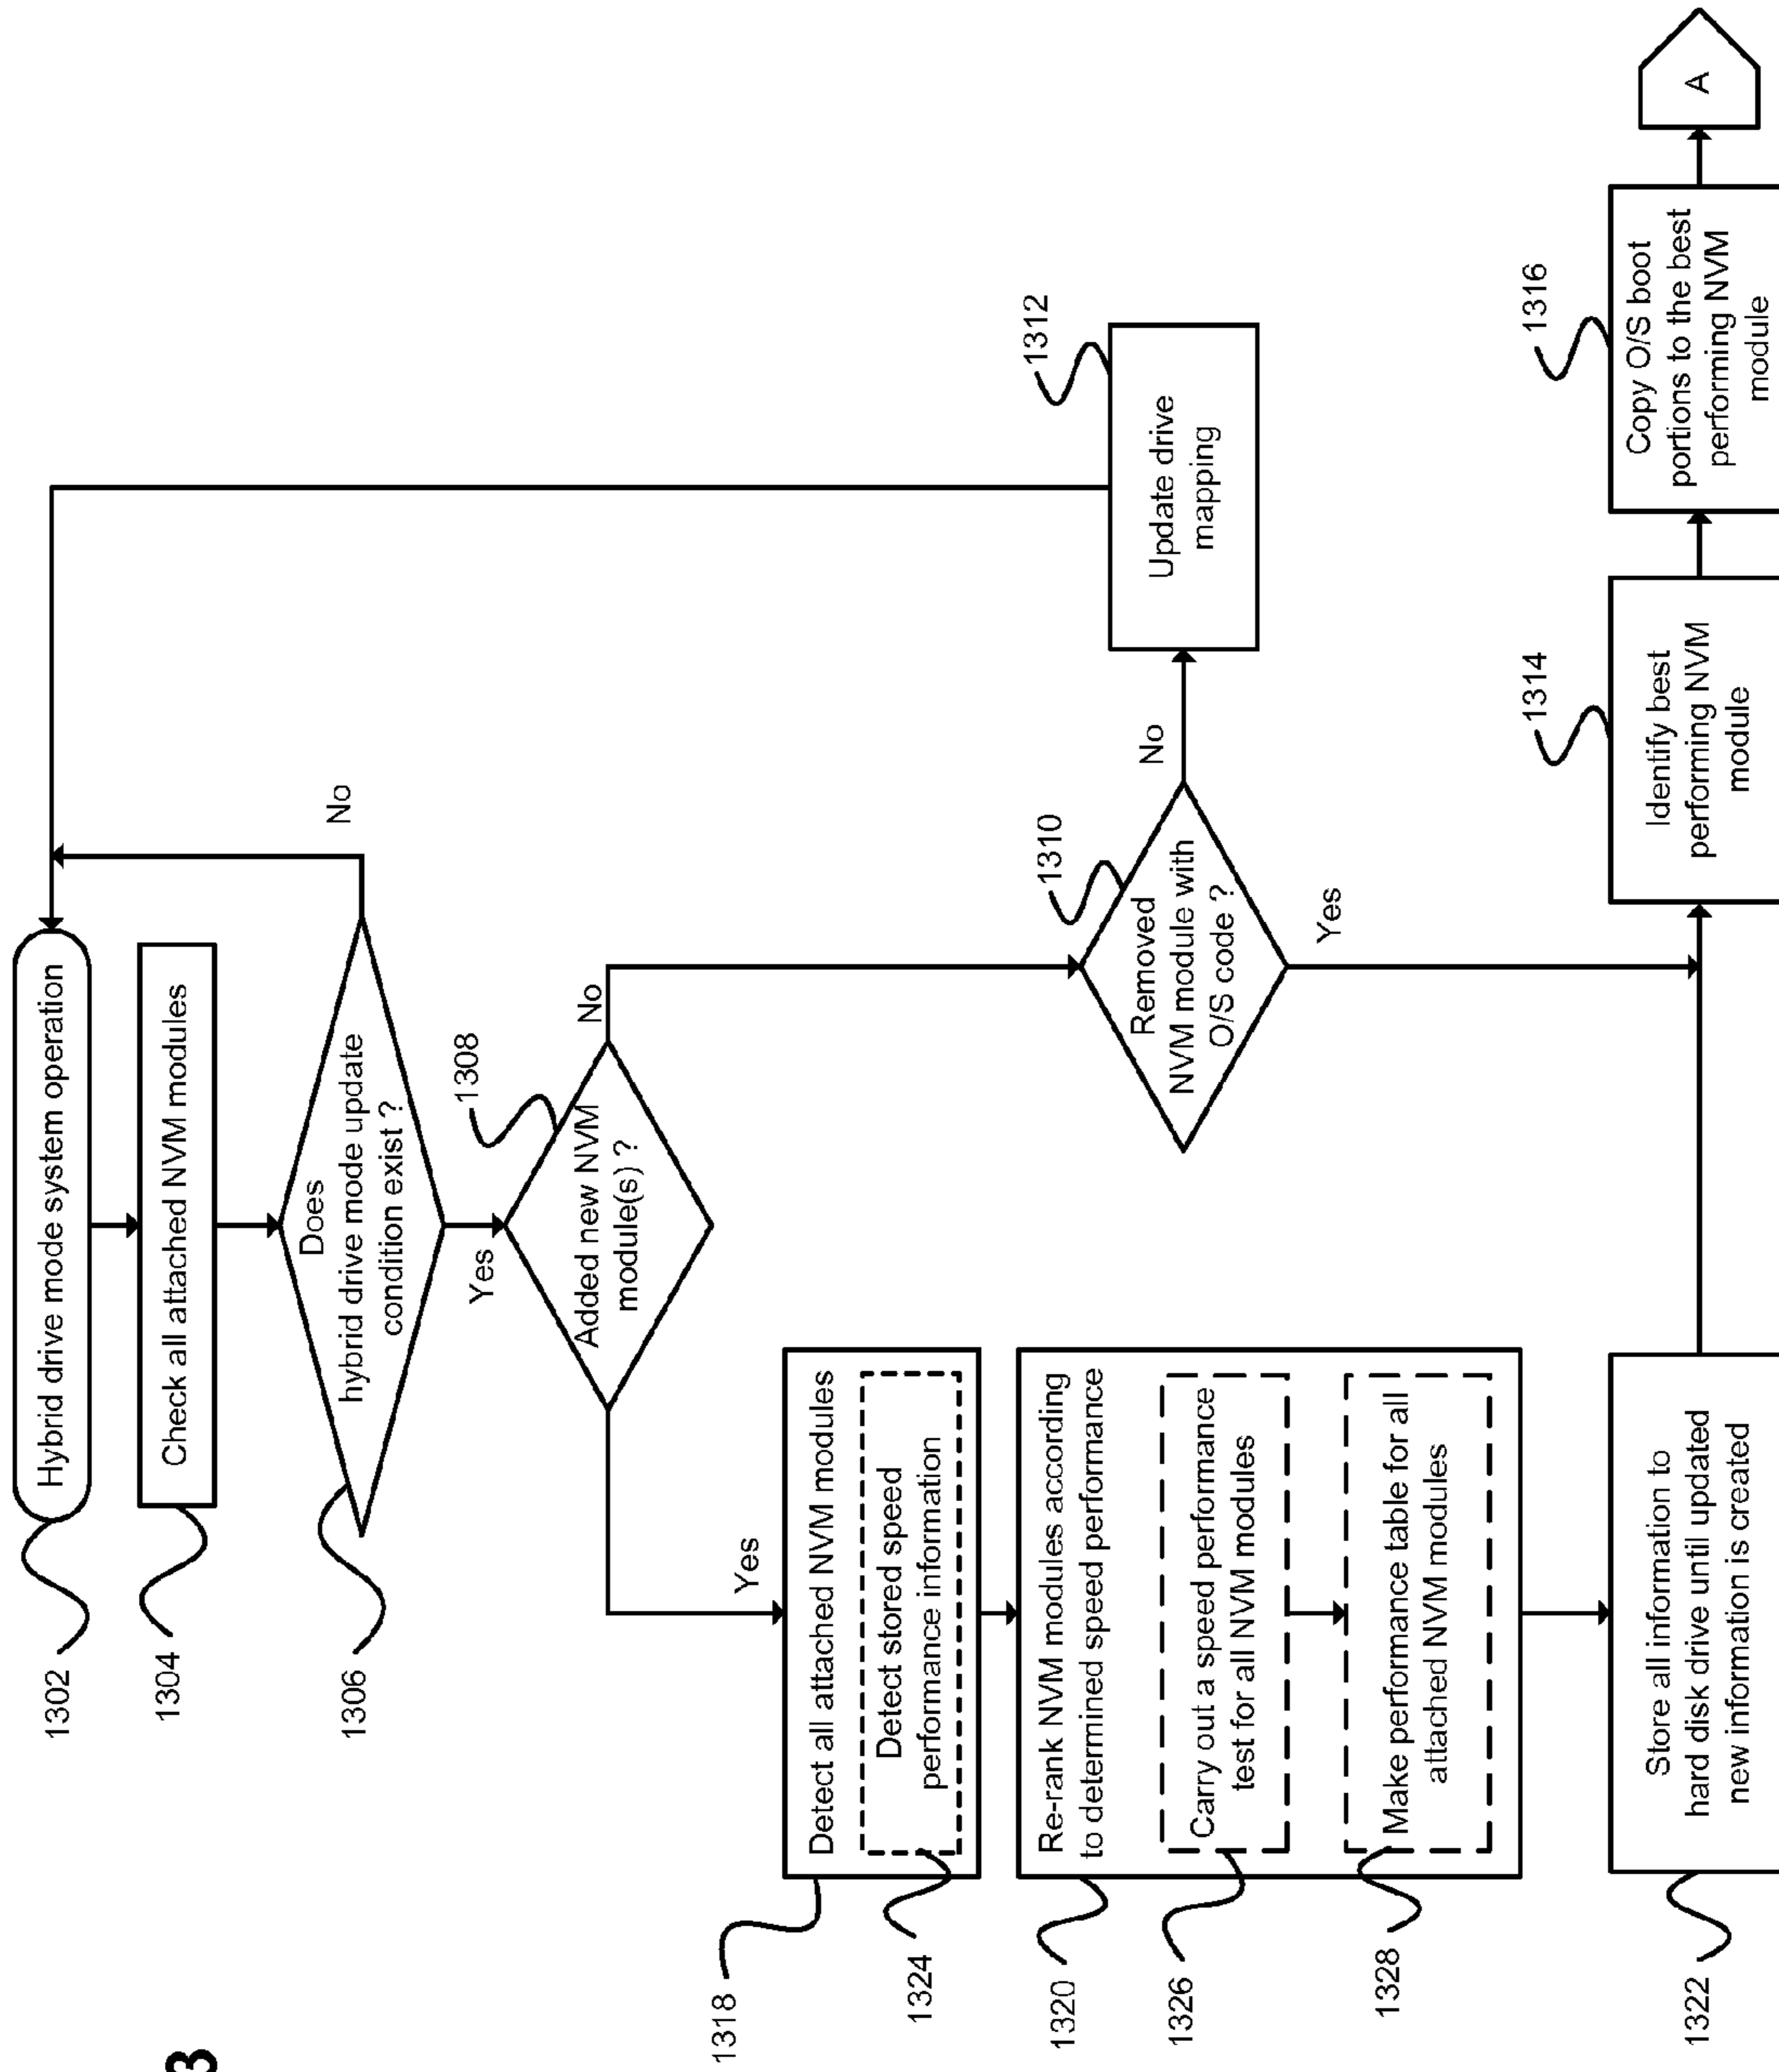 Hybrid drive mode system operation
1302
Check all attached NVM modules
1304
Does
hybrid drive mode update
condition exist ?
1306
No
Yes
Added new NVM
module(s) ?
1308
No
Yes
Removed
NVM module with
O/S code ?
1310
No
Yes
Update drive
mapping
1312
Detect all attached NVM modules
1318
Detect stored speed
performance information
1324
Re-rank NVM modules according
to determined speed performance
1320
Carry out a speed performance
test for all NVM modules
1326
Make performance table for all
attached NVM modules
1328
Store all information to
hard disk drive until updated
new information is created
1322
Identify best
performing NVM
module
1314
Copy O/S boot
portions to the best
performing NVM
module
1316
A
3